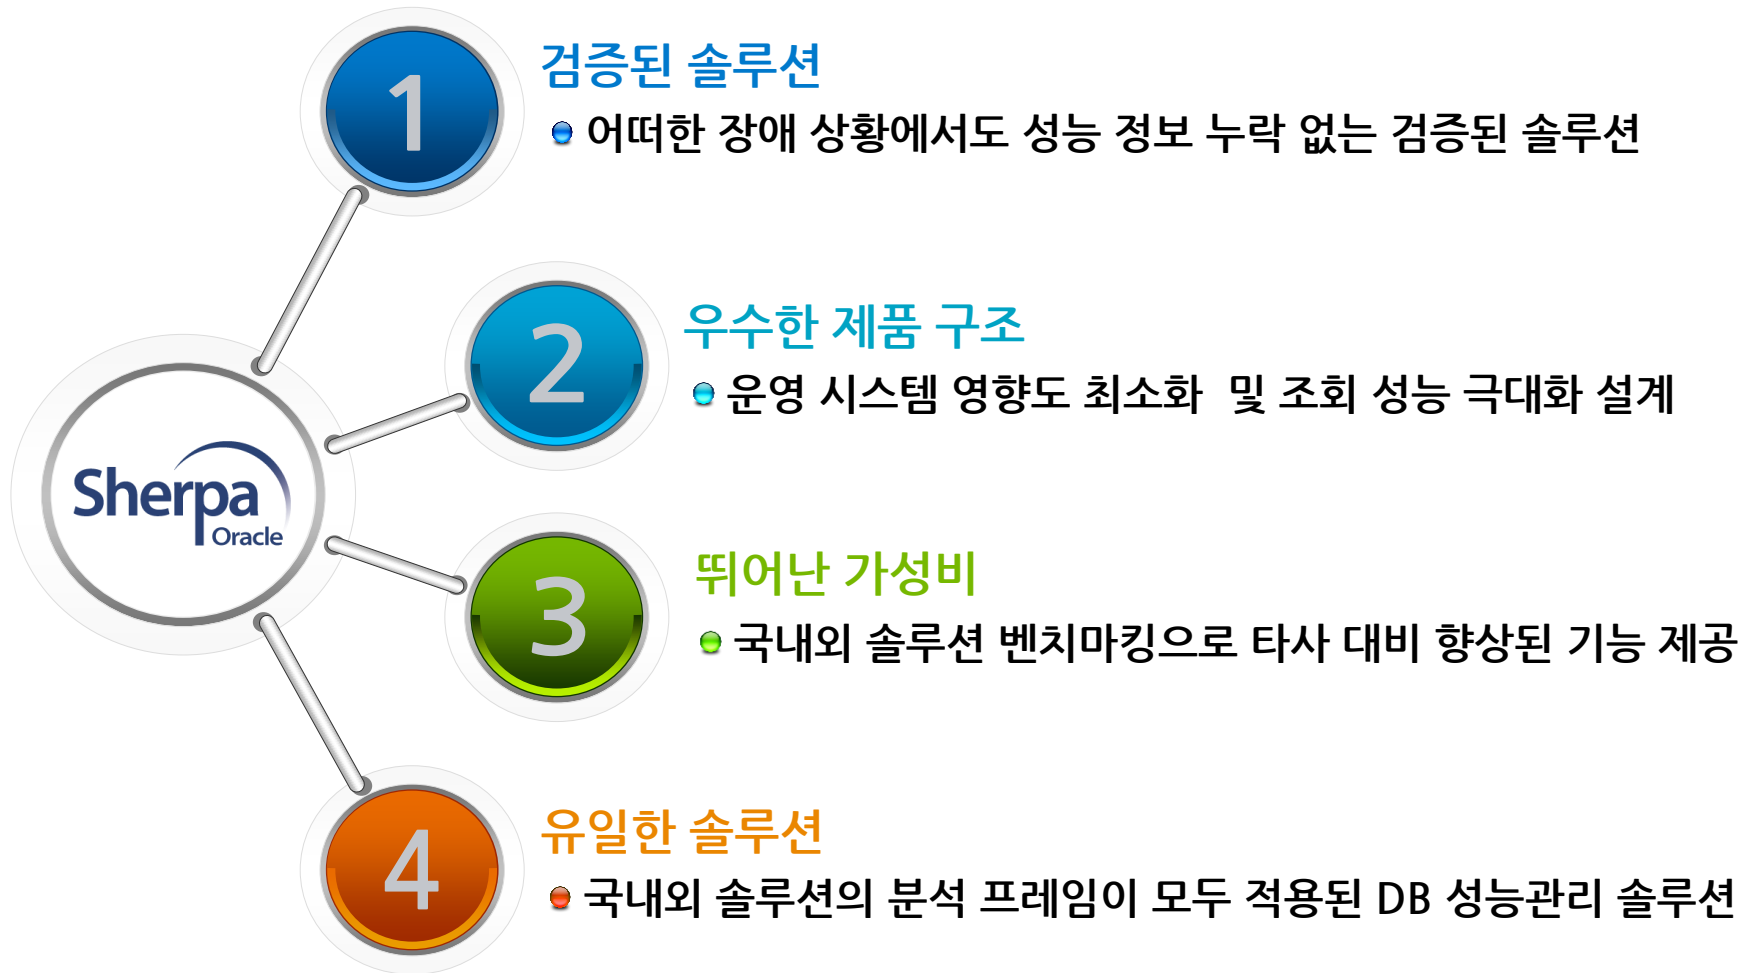 1
검증된 솔루션
어떠한 장애 상황에서도 성능 정보 누락 없는 검증된 솔루션
2
우수한 제품 구조
운영 시스템 영향도 최소화 및 조회 성능 극대화 설계
Sherpa
Oracle
3
뛰어난 가성비
국내외 솔루션 벤치마킹으로 타사 대비 향상된 기능 제공
4
유일한 솔루션
국내외 솔루션의 분석 프레임이 모두 적용된 DB 성능관리 솔루션